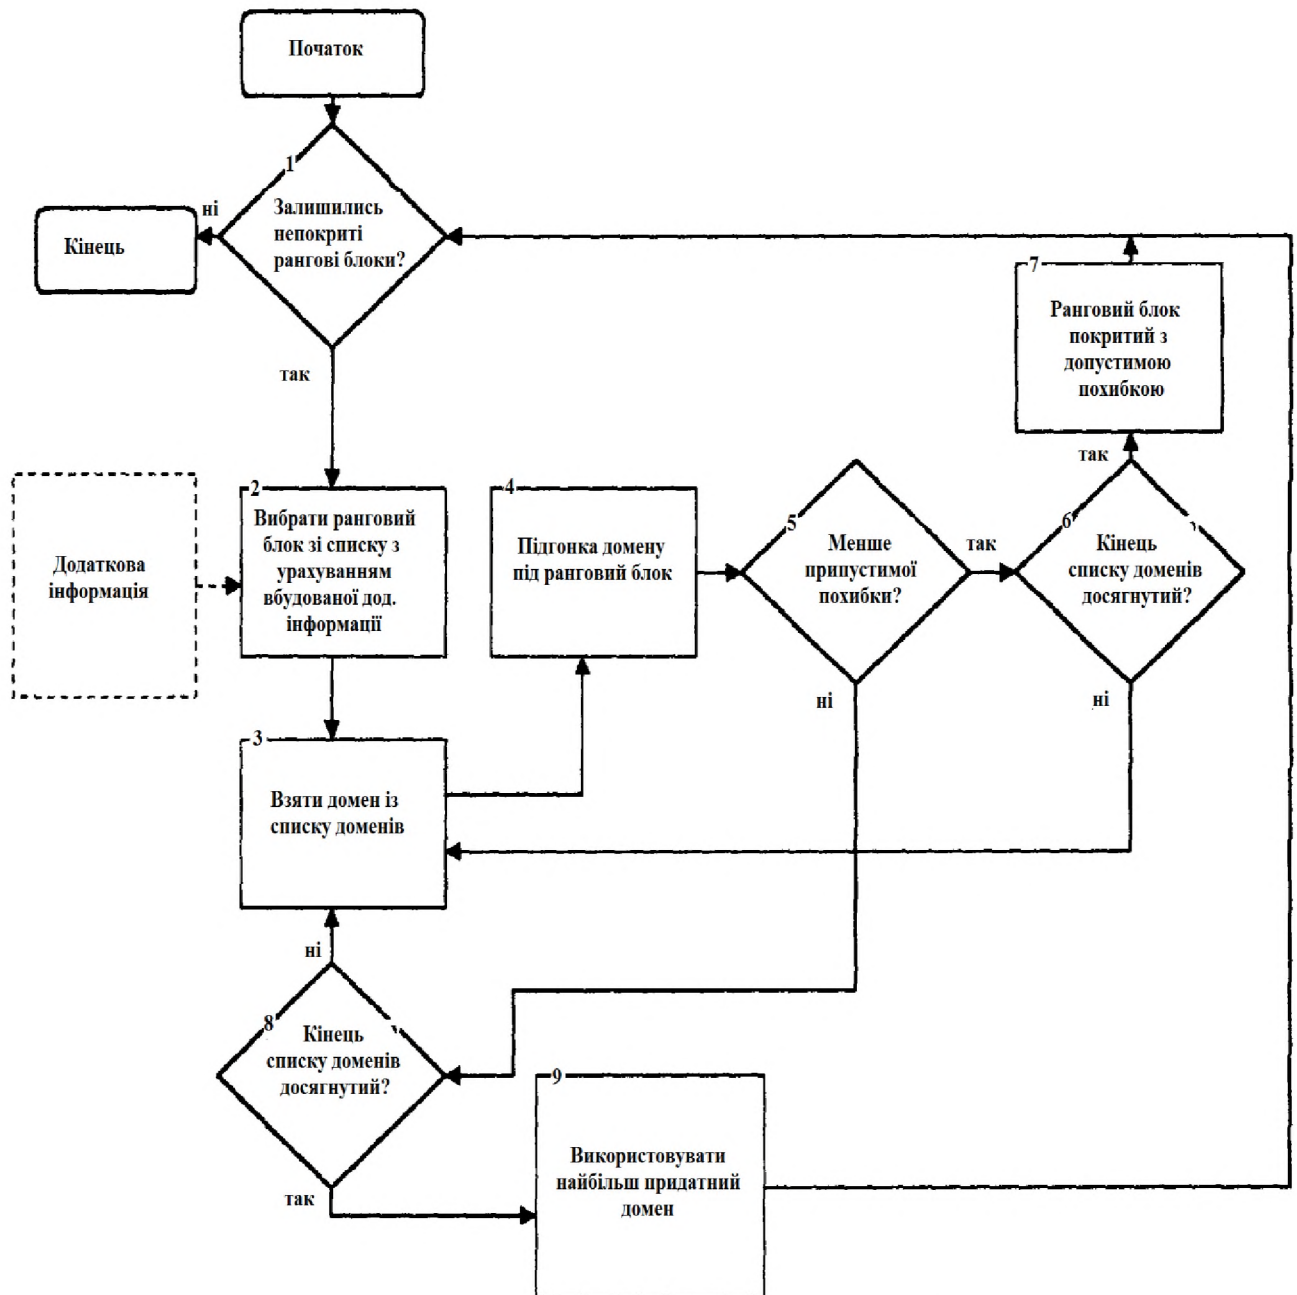 Початок
1
Залишились
непокриті
рангові блоки?
ні
Кінець
так
7
Ранговий блок
покритий з
допустимою
похибкою
так
Додаткова
інформація
2
Вибрати ранговий
блок зі списку з
урахуванням
вбудованої дод.
інформації
4
Підгонка домену
під ранговий блок
5
Менше
припустимої
похибки?
так
6
Кінець
списку доменів
досягнутий?
ні
ні
3
Взяти домен із
списку доменів
ні
8
Кінець
списку доменів
досягнутий?
так
9
Використовувати
найбільш придатний
домен